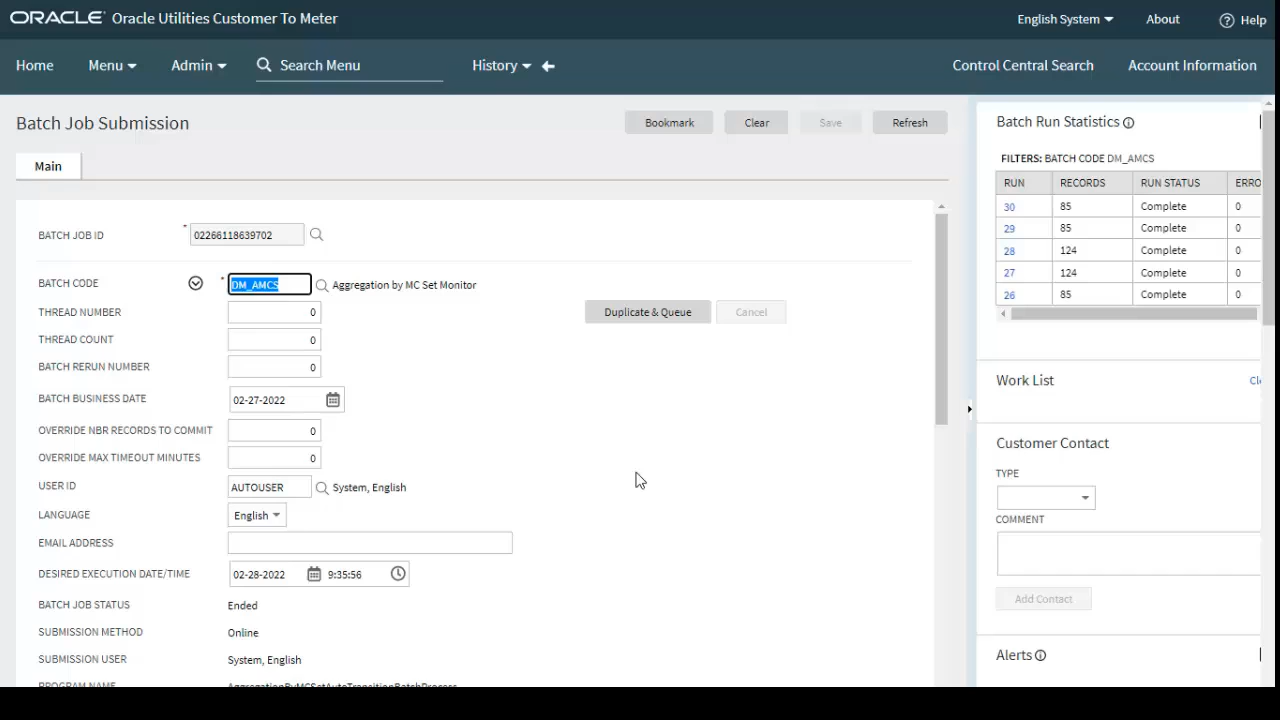 ORACLE Oracle Utilities Customer To Meter
English System About Help
Home Menu Admin Search Menu History Control Central Search Account Information
Batch Job Submission
Bookmark Clear Save Refresh
Main
BATCH JOB ID * 02266118639702
BATCH CODE * DM_AMCS Aggregation by MC Set Monitor
THREAD NUMBER 0
Duplicate & Queue Cancel
THREAD COUNT 0
BATCH RERUN NUMBER 0
BATCH BUSINESS DATE 02-27-2022
OVERRIDE NBR RECORDS TO COMMIT 0
OVERRIDE MAX TIMEOUT MINUTES 0
USER ID AUTOUSER System, English
LANGUAGE English
EMAIL ADDRESS
DESIRED EXECUTION DATE/TIME 02-28-2022 9:35:56
BATCH JOB STATUS Ended
SUBMISSION METHOD Online
SUBMISSION USER System, English
PROGRAM NAME AggregationByMCSetAutoTransitionBatchProcess
Batch Run Statistics
FILTERS: BATCH CODE DM_AMCS
RUN RECORDS RUN STATUS ERRO
30 85 Complete 0
29 85 Complete 0
28 124 Complete 0
27 124 Complete 0
26 85 Complete 0
Work List Cle
Customer Contact
TYPE
COMMENT
Add Contact
Alerts